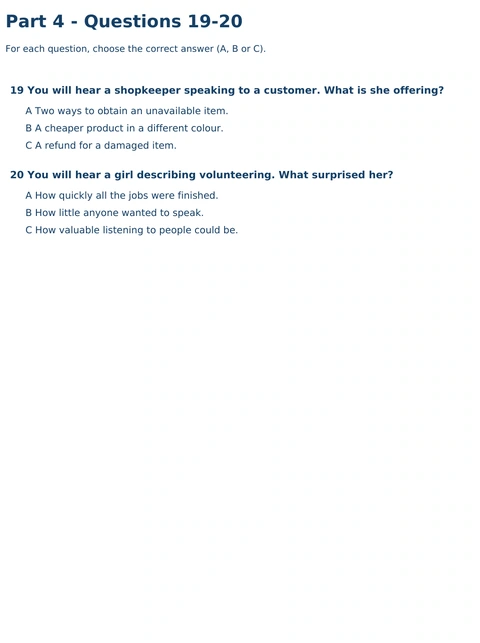 Part 4 - Questions 19-20
For each question, choose the correct answer (A, B or C).
19 You will hear a shopkeeper speaking to a customer. What is she offering?
A Two ways to obtain an unavailable item.
B A cheaper product in a different colour.
C A refund for a damaged item.
20 You will hear a girl describing volunteering. What surprised her?
A How quickly all the jobs were finished.
B How little anyone wanted to speak.
C How valuable listening to people could be.